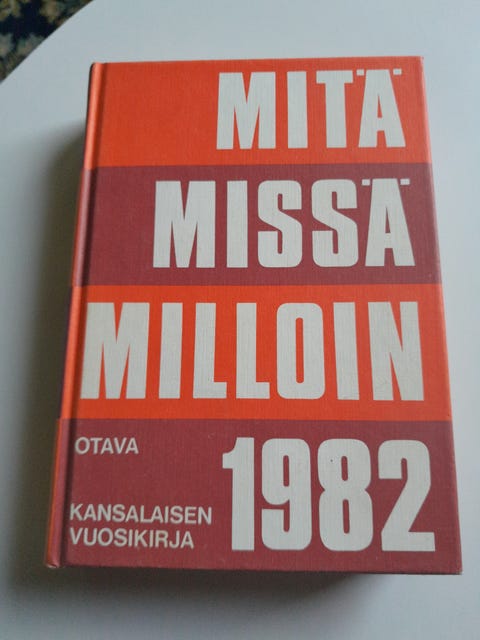 MITÄ
MISSÄ
MILLOIN
1982
OTAVA
KANSALAISEN
VUOSIKIRJA